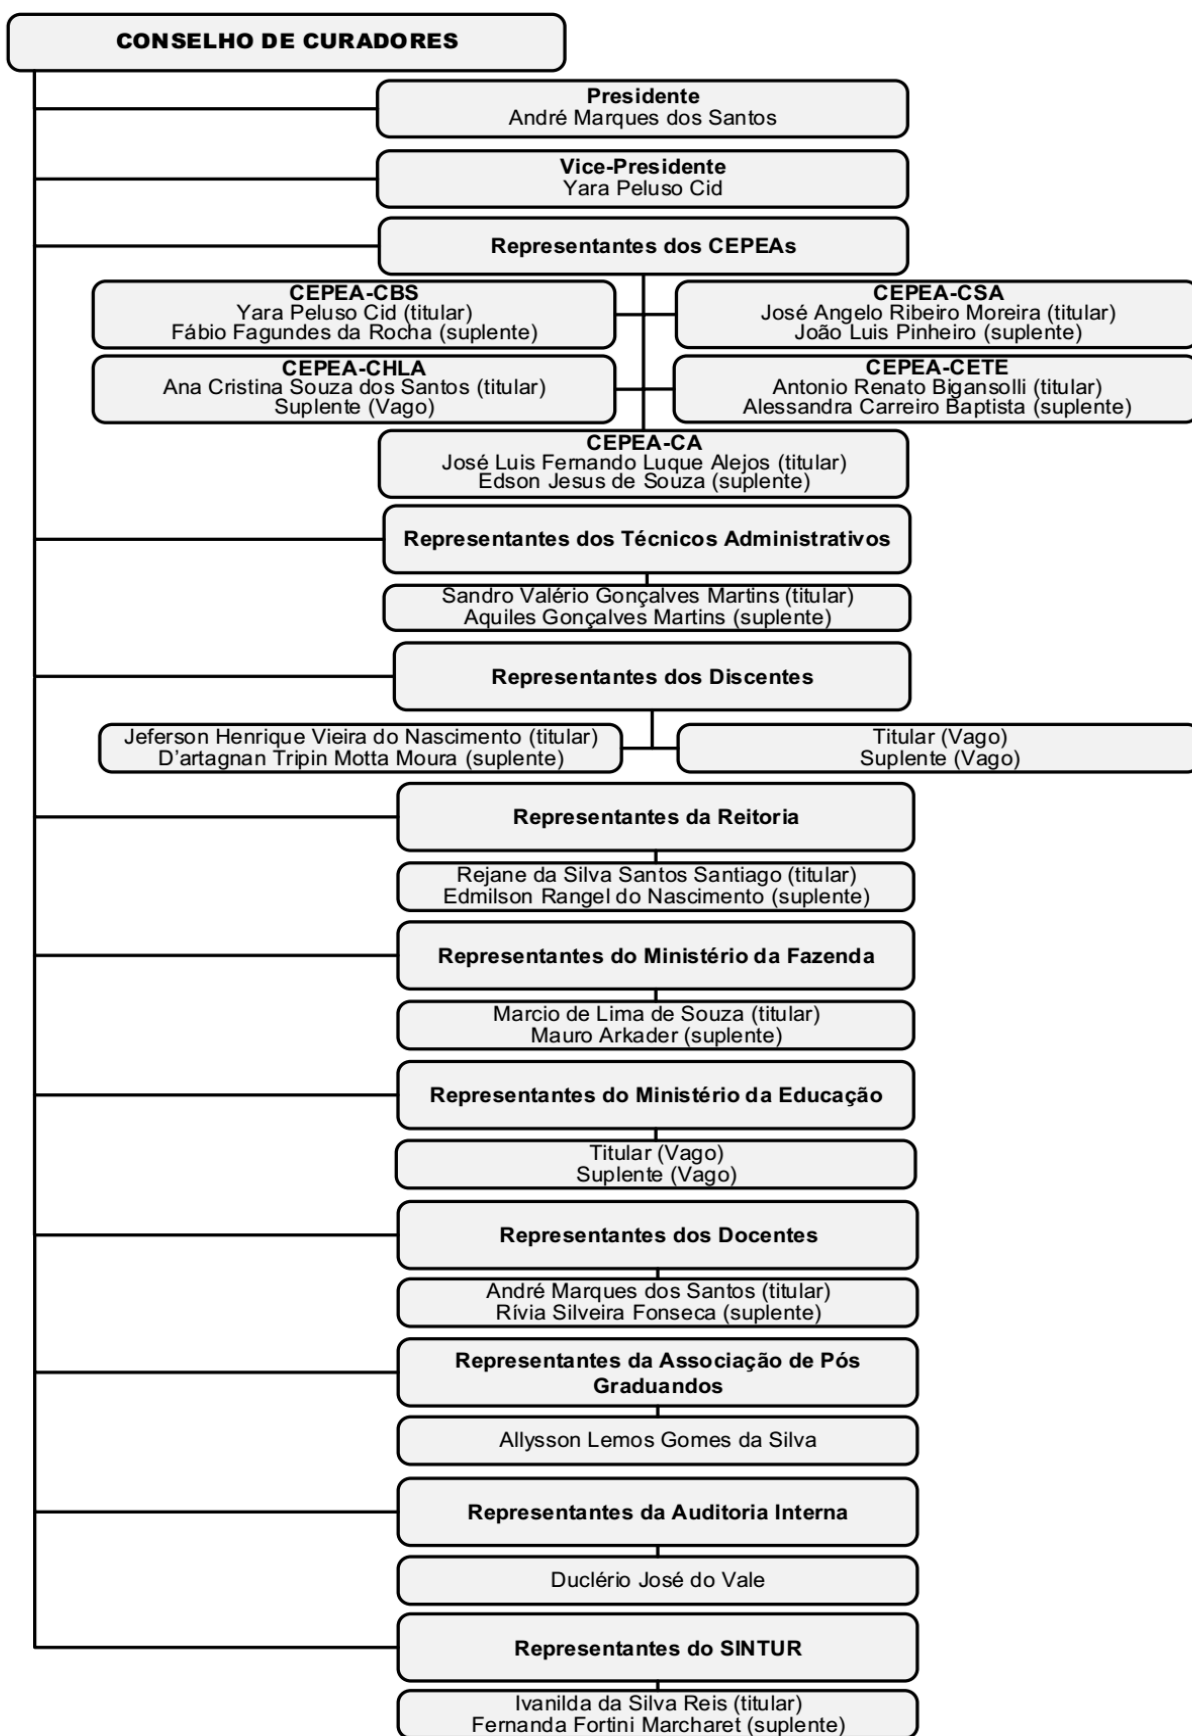 CONSELHO DE CURADORES
Presidente
André Marques dos Santos
Vice-Presidente
Yara Peluso Cid
Representantes dos CEPEAs
CEPEA-CBS
Yara Peluso Cid (titular)
Fábio Fagundes da Rocha (suplente)
CEPEA-CSA
José Angelo Ribeiro Moreira (titular)
João Luis Pinheiro (suplente)
CEPEA-CHLA
Ana Cristina Souza dos Santos (titular)
Suplente (Vago)
CEPEA-CETE
Antonio Renato Bigansolli (titular)
Alessandra Carreiro Baptista (suplente)
CEPEA-CA
José Luis Fernando Luque Alejos (titular)
Edson Jesus de Souza (suplente)
Representantes dos Técnicos Administrativos
Sandro Valério Gonçalves Martins (titular)
Aquiles Gonçalves Martins (suplente)
Representantes dos Discentes
Jeferson Henrique Vieira do Nascimento (titular)
D'artagnan Tripin Motta Moura (suplente)
Titular (Vago)
Suplente (Vago)
Representantes da Reitoria
Rejane da Silva Santos Santiago (titular)
Edmilson Rangel do Nascimento (suplente)
Representantes do Ministério da Fazenda
Marcio de Lima de Souza (titular)
Mauro Arkader (suplente)
Representantes do Ministério da Educação
Titular (Vago)
Suplente (Vago)
Representantes dos Docentes
André Marques dos Santos (titular)
Rívia Silveira Fonseca (suplente)
Representantes da Associação de Pós
Graduandos
Allysson Lemos Gomes da Silva
Representantes da Auditoria Interna
Duclério José do Vale
Representantes do SINTUR
Ivanilda da Silva Reis (titular)
Fernanda Fortini Marcharet (suplente)